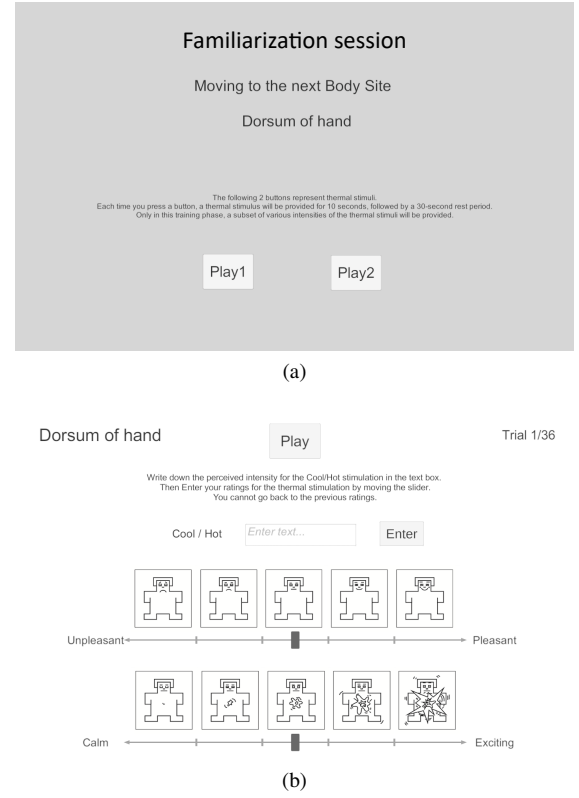 Familiarization session
Moving to the next Body Site
Dorsum of hand
The following 2 buttons represent thermal stimuli.
Each time you press a button, a thermal stimulus will be provided for 10 seconds, followed by a 30-second rest period.
Only in this training phase, a subset of various intensities of the thermal stimuli will be provided.
Play1 Play2
(a)
Dorsum of hand Play Trial 1/36
Write down the perceived intensity for the Cool/Hot stimulation in the text box.
Then Enter your ratings for the thermal stimulation by moving the slider.
You cannot go back to the previous ratings.
Cool / Hot Enter text... Enter
Unpleasant Pleasant
Calm Exciting
(b)